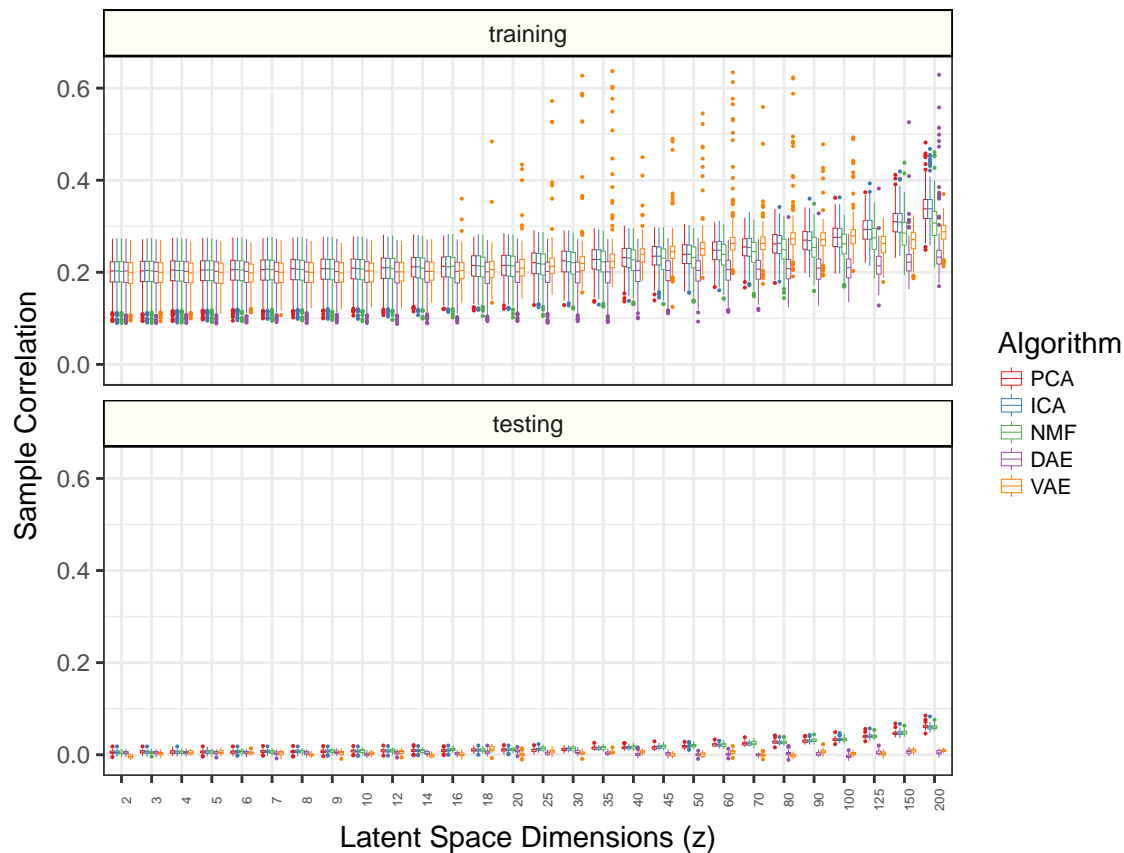 training
0.6
0.4
0.2
0.0
testing
0.6
0.4
0.2
0.0
Sample Correlation
2 3 4 5 6 7 8 9 10 12 14 16 18 20 25 30 35 40 45 50 60 70 80 90 100 125 150 200
Latent Space Dimensions (z)
Algorithm
PCA
ICA
NMF
DAE
VAE